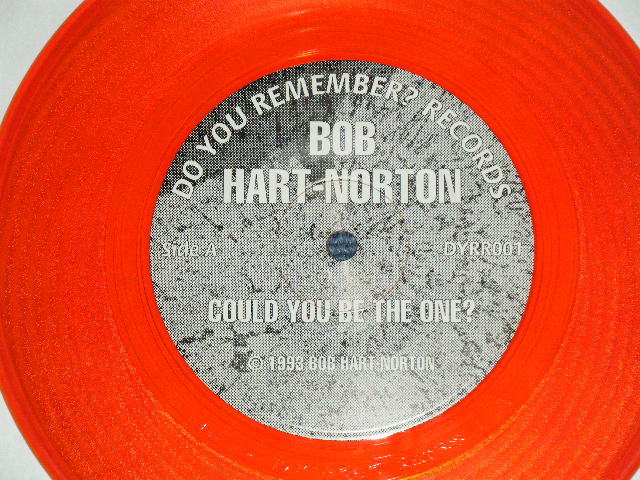 DO YOU REMEMBER? RECORDS
BOB
HART-NORTON
Side A
DYRR001
COULD YOU BE THE ONE?
© 1993 BOB HART-NORTON